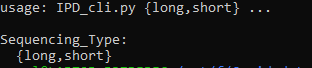 usage: IPD_cli.py {long,short} ...
Sequencing_Type:
{long,short}